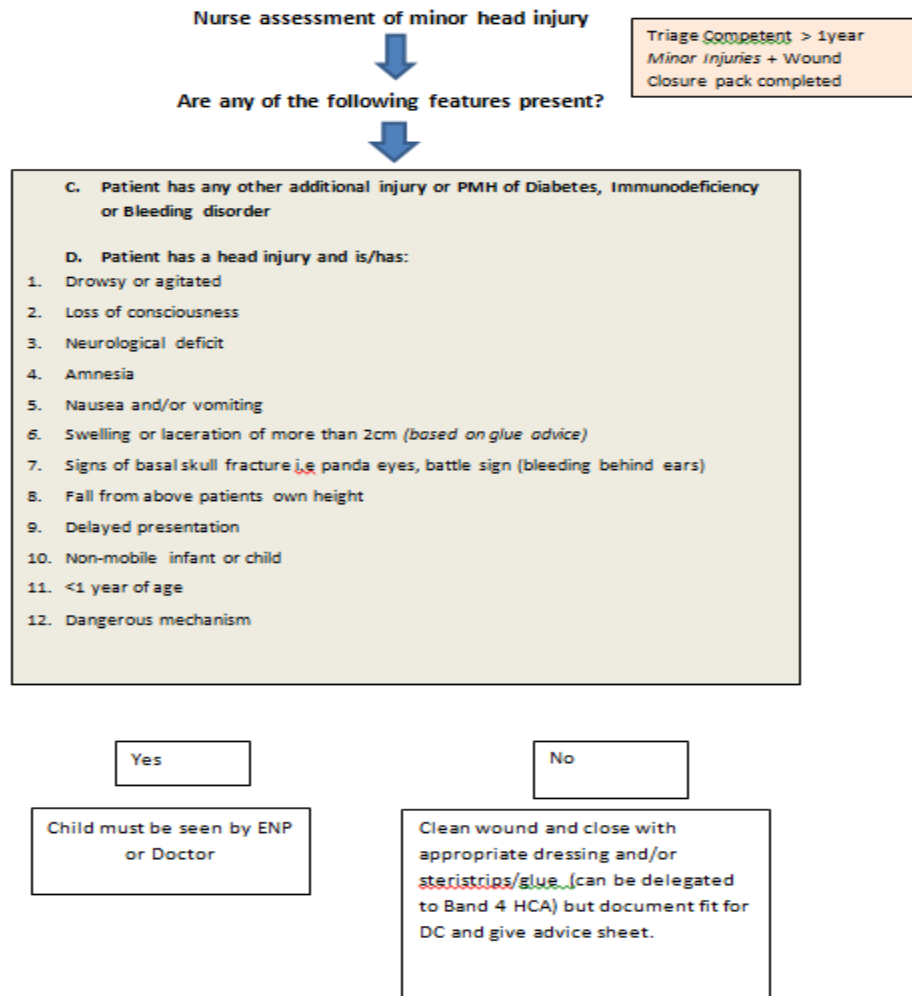 Nurse assessment of minor head injury
Triage Competent > 1year
Minor Injuries + Wound
Closure pack completed
Are any of the following features present?
C. Patient has any other additional injury or PMH of Diabetes, Immunodeficiency
or Bleeding disorder
D. Patient has a head injury and is/has:
1. Drowsy or agitated
2. Loss of consciousness
3. Neurological deficit
4. Amnesia
5. Nausea and/or vomiting
6. Swelling or laceration of more than 2cm (based on glue advice)
7. Signs of basal skull fracture i.e panda eyes, battle sign (bleeding behind ears)
8. Fall from above patients own height
9. Delayed presentation
10. Non-mobile infant or child
11. <1 year of age
12. Dangerous mechanism
Yes
Child must be seen by ENP
or Doctor
No
Clean wound and close with
appropriate dressing and/or
steristrips/glue (can be delegated
to Band 4 HCA) but document fit for
DC and give advice sheet.